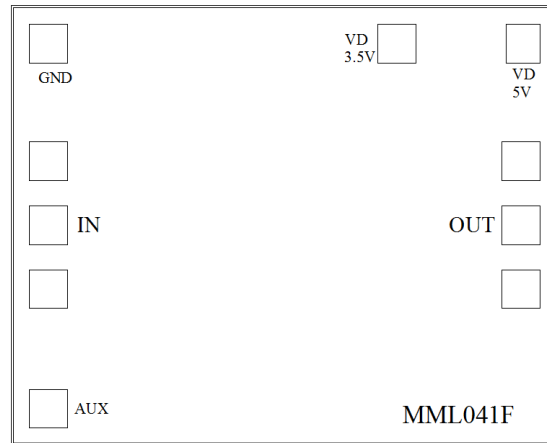 VD
3.5V
GND
VD
5V
IN
OUT
AUX
MML041F